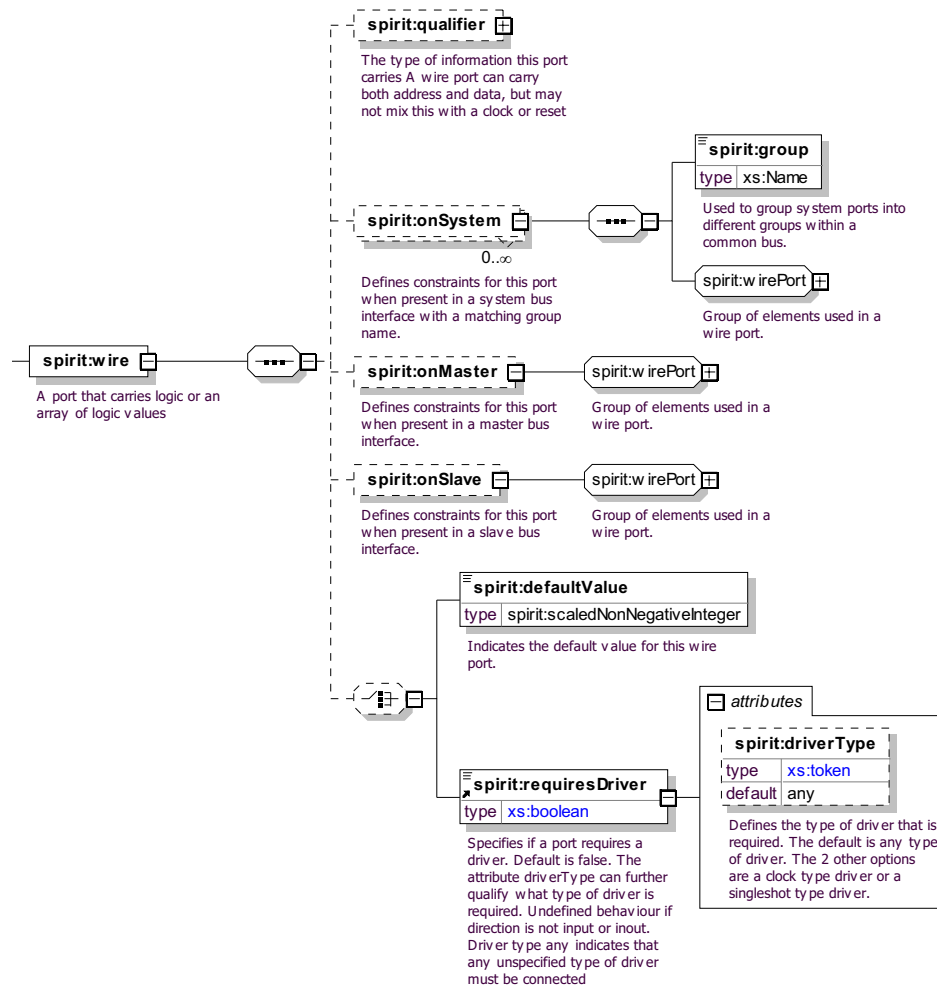 spirit:qualifier
The type of information this port
carries A wire port can carry
both address and data, but may
not mix this with a clock or reset
spirit:group
type xs:Name
Used to group system ports into
different groups within a
common bus.
spirit:onSystem
0..∞
Defines constraints for this port
when present in a system bus
interface with a matching group
name.
spirit:wirePort
Group of elements used in a
wire port.
spirit:wire
A port that carries logic or an
array of logic values
spirit:onMaster
Defines constraints for this port
when present in a master bus
interface.
spirit:wirePort
Group of elements used in a
wire port.
spirit:onSlave
Defines constraints for this port
when present in a slave bus
interface.
spirit:wirePort
Group of elements used in a
wire port.
spirit:defaultValue
type spirit:scaledNonNegativeInteger
Indicates the default value for this wire
port.
spirit:requiresDriver
type xs:boolean
Specifies if a port requires a
driver. Default is false. The
attribute driverType can further
qualify what type of driver is
required. Undefined behaviour if
direction is not input or inout.
Driver type any indicates that
any unspecified type of driver
must be connected
attributes
spirit:driverType
type xs:token
default any
Defines the type of driver that is
required. The default is any type
of driver. The 2 other options
are a clock type driver or a
singleshot type driver.